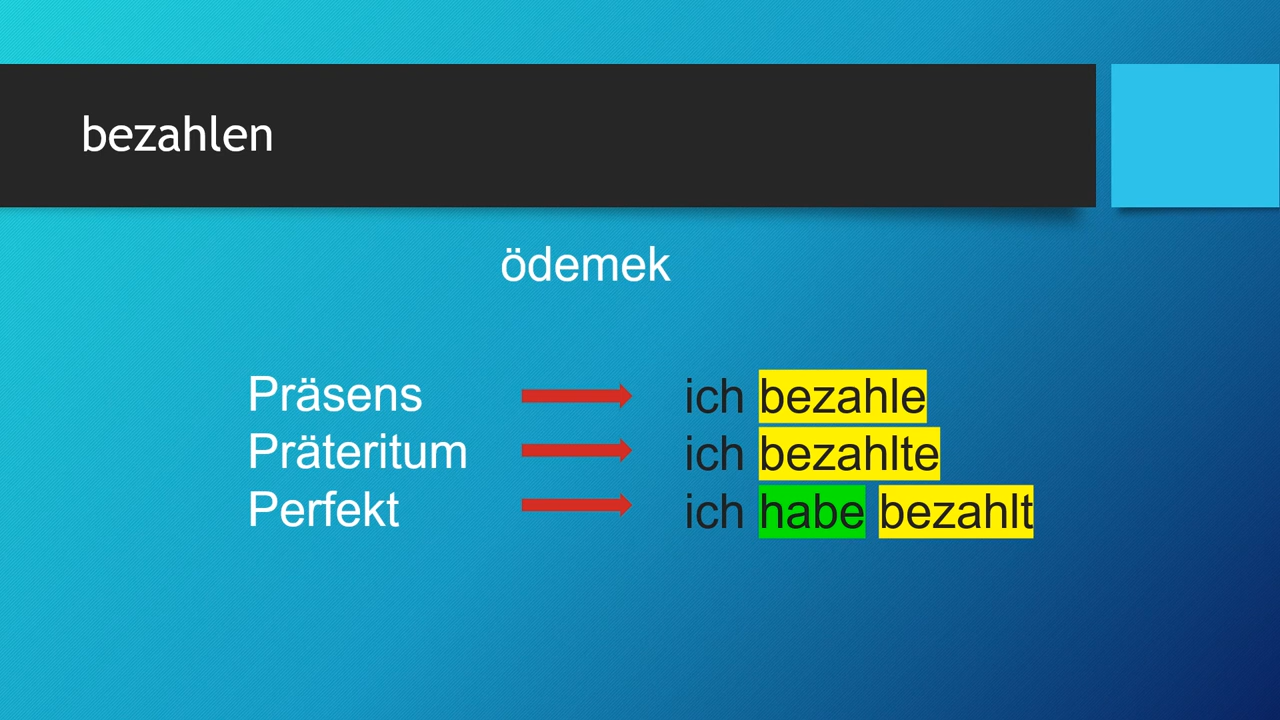 bezahlen
ödemek
Präsens ich bezahle
Präteritum ich bezahlte
Perfekt ich habe bezahlt